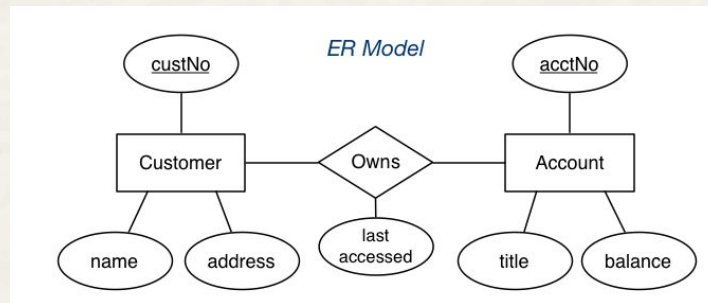 ER Model
custNo
acctNo
Customer
Owns
Account
name
address
last
accessed
title
balance